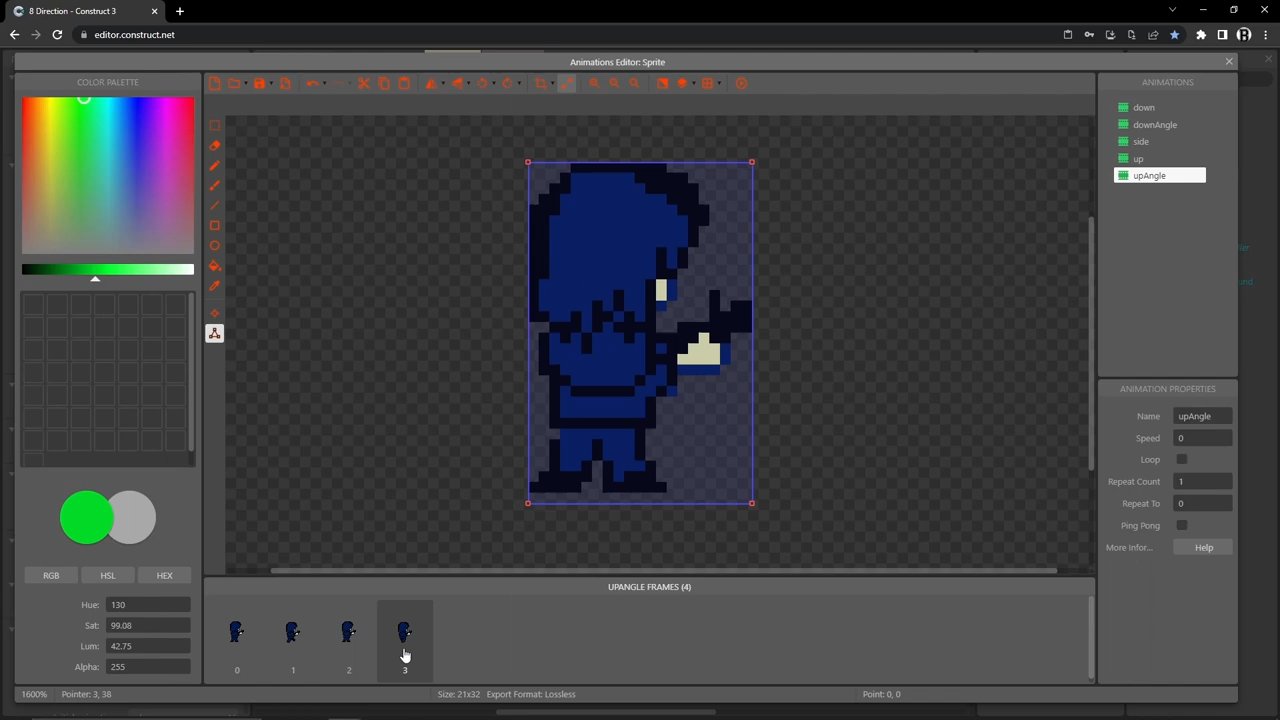 8 Direction - Construct 3
editor.construct.net
Animations Editor: Sprite
COLOR PALETTE
ANIMATIONS
down
downAngle
side
up
upAngle
ANIMATION PROPERTIES
Name upAngle
Speed 0
Loop
Repeat Count 1
Repeat To 0
Ping Pong
More Infor... Help
RGB HSL HEX
Hue: 130
Sat: 99.08
Lum: 42.75
Alpha: 255
UPANGLE FRAMES (4)
0 1 2 3
1600% Pointer: 3, 38 Size: 21x32 Export Format: Lossless Point: 0, 0